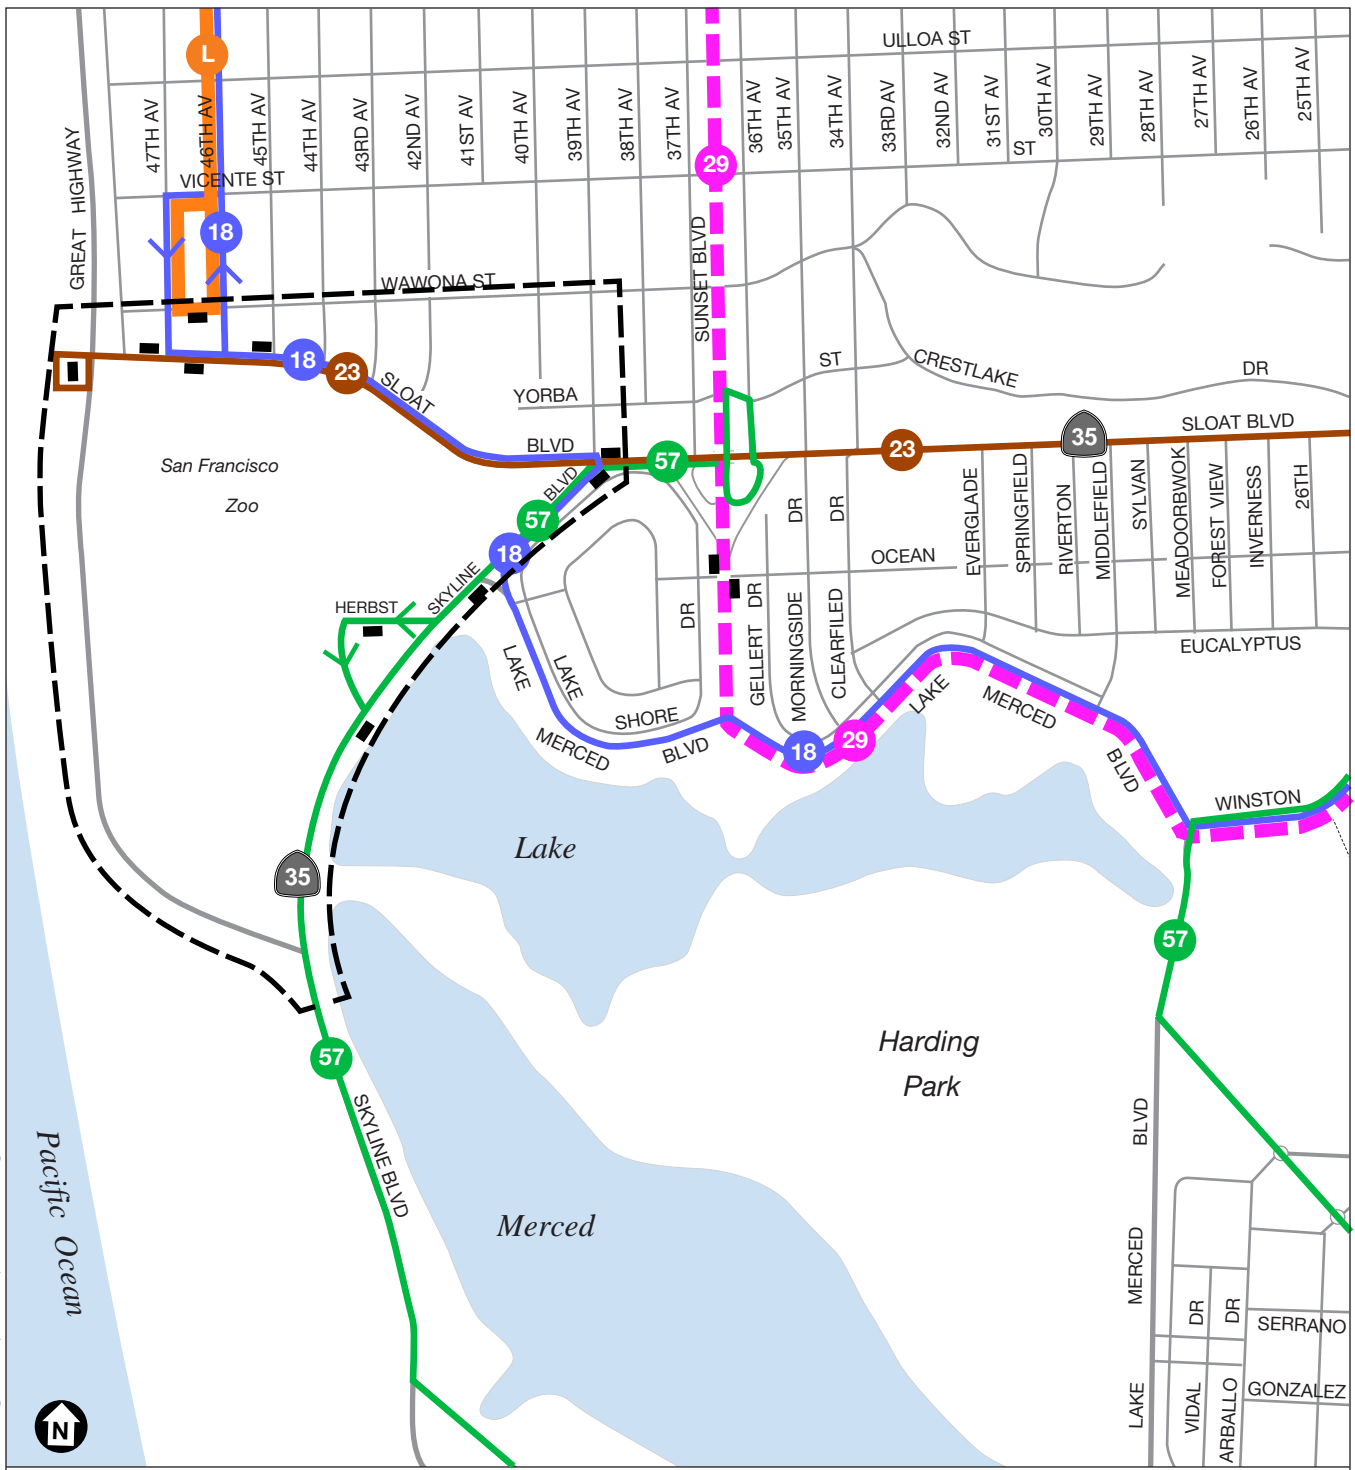 ULLOA ST
L
47TH AV
46TH AV
45TH AV
44TH AV
43RD AV
42ND AV
41ST AV
40TH AV
39TH AV
38TH AV
37TH AV
36TH AV
35TH AV
34TH AV
33RD AV
32ND AV
31ST AV
30TH AV
29TH AV
28TH AV
27TH AV
26TH AV
25TH AV
GREAT HIGHWAY
VICENTE ST
ST
29
18
SUNSET BLVD
WAWONA ST
18
23
SLOAT
YORBA
ST
CRESTLAKE
DR
BLVD
57
23
35
SLOAT BLVD
San Francisco
Zoo
BLVD
57
18
SKYLINE
HERBST
DR
DR
OCEAN
EVERGLADE
SPRINGFIELD
RIVERTON
MIDDLEFIELD
SYLVAN
MEADOORBWOK
FOREST VIEW
INVERNESS
26TH
DR
GELLERT DR
MORNINGSIDE
CLEARFILED
EUCALYPTUS
LAKE
LAKE
SHORE
MERCED
BLVD
18
29
LAKE
MERCED
BLVD
WINSTON
Lake
35
57
57
Harding
Park
SKYLINE BLVD
Merced
Pacific Ocean
BLVD
MERCED
LAKE
DR
DR
VIDAL
ARBALLO
SERRANO
GONZALEZ
N